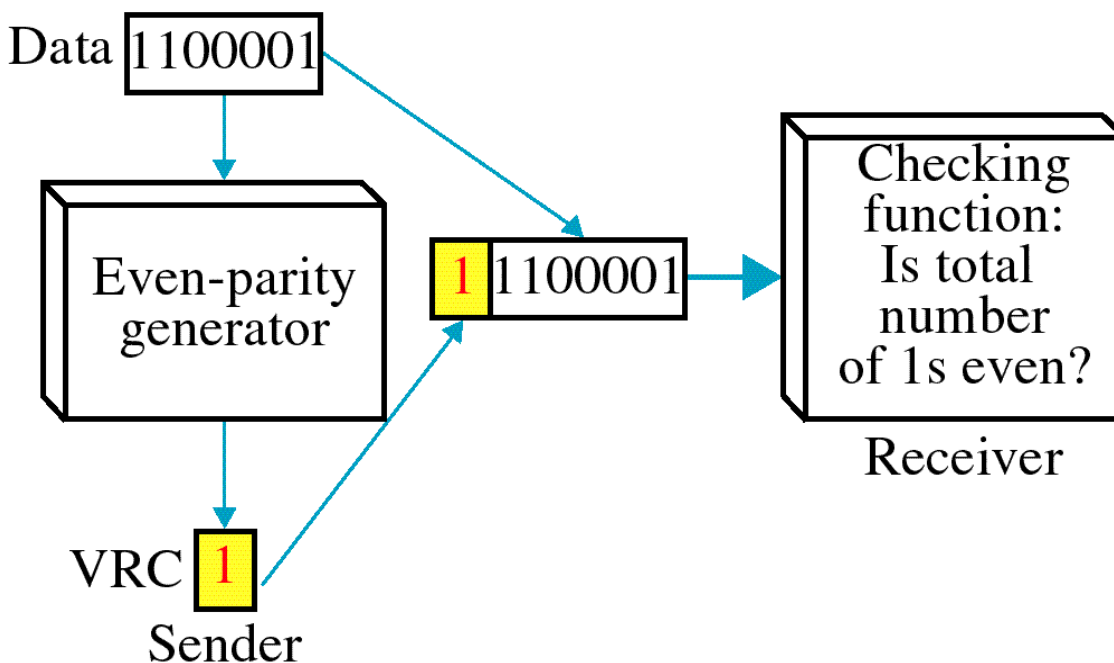 Data 1100001
Even-parity
generator
VRC 1
Sender
1 1100001
Checking
function:
Is total
number
of 1s even?
Receiver